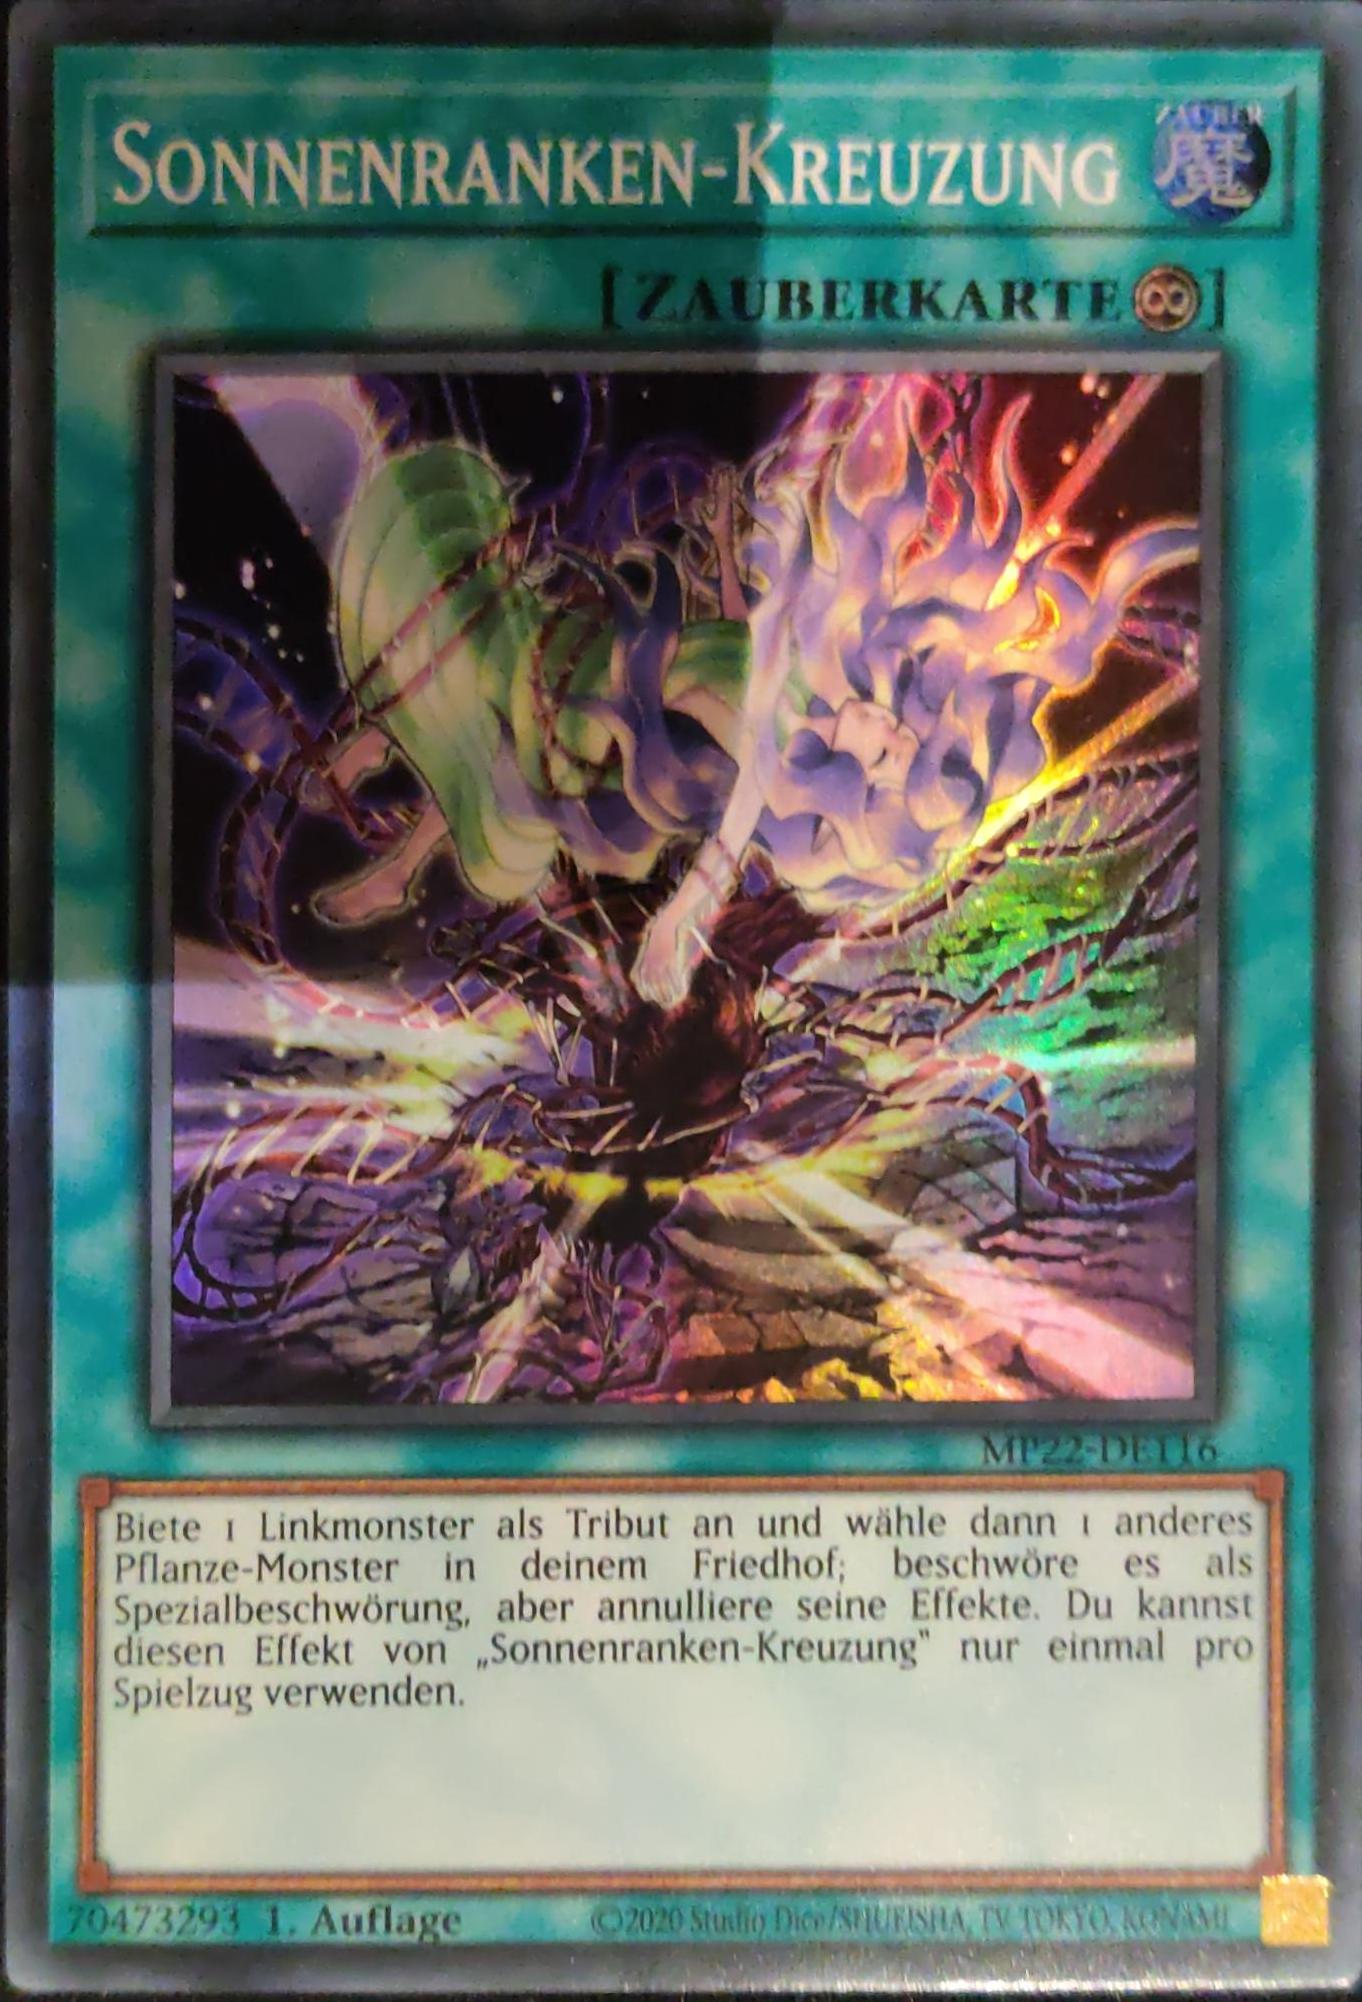 SONNENRANKEN-KREUZUNG
ZAUBER
魔
[ZAUBERKARTE ]
MP22-DE116
Biete 1 Linkmonster als Tribut an und wähle dann 1 anderes
Pflanze-Monster in deinem Friedhof; beschwöre es als
Spezialbeschwörung, aber annulliere seine Effekte. Du kannst
diesen Effekt von „Sonnenranken-Kreuzung" nur einmal pro
Spielzug verwenden.
70473293 1. Auflage
©2020 Studio Dice/SHUEISHA, TV TOKYO, KONAMI